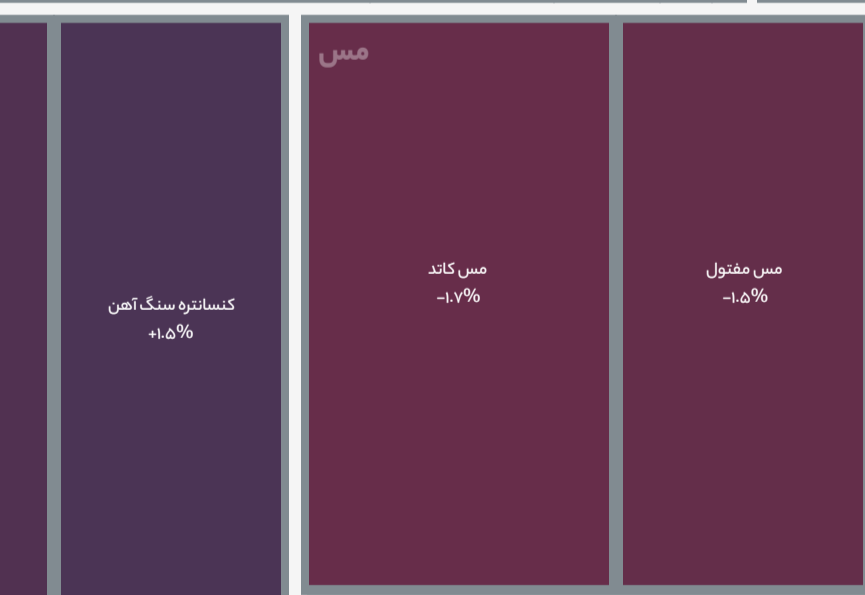 مس
مس مفتول
-۱.۵%
مس کاتد
-۱.۷%
کنسانتره سنگ آهن
+۱.۵%